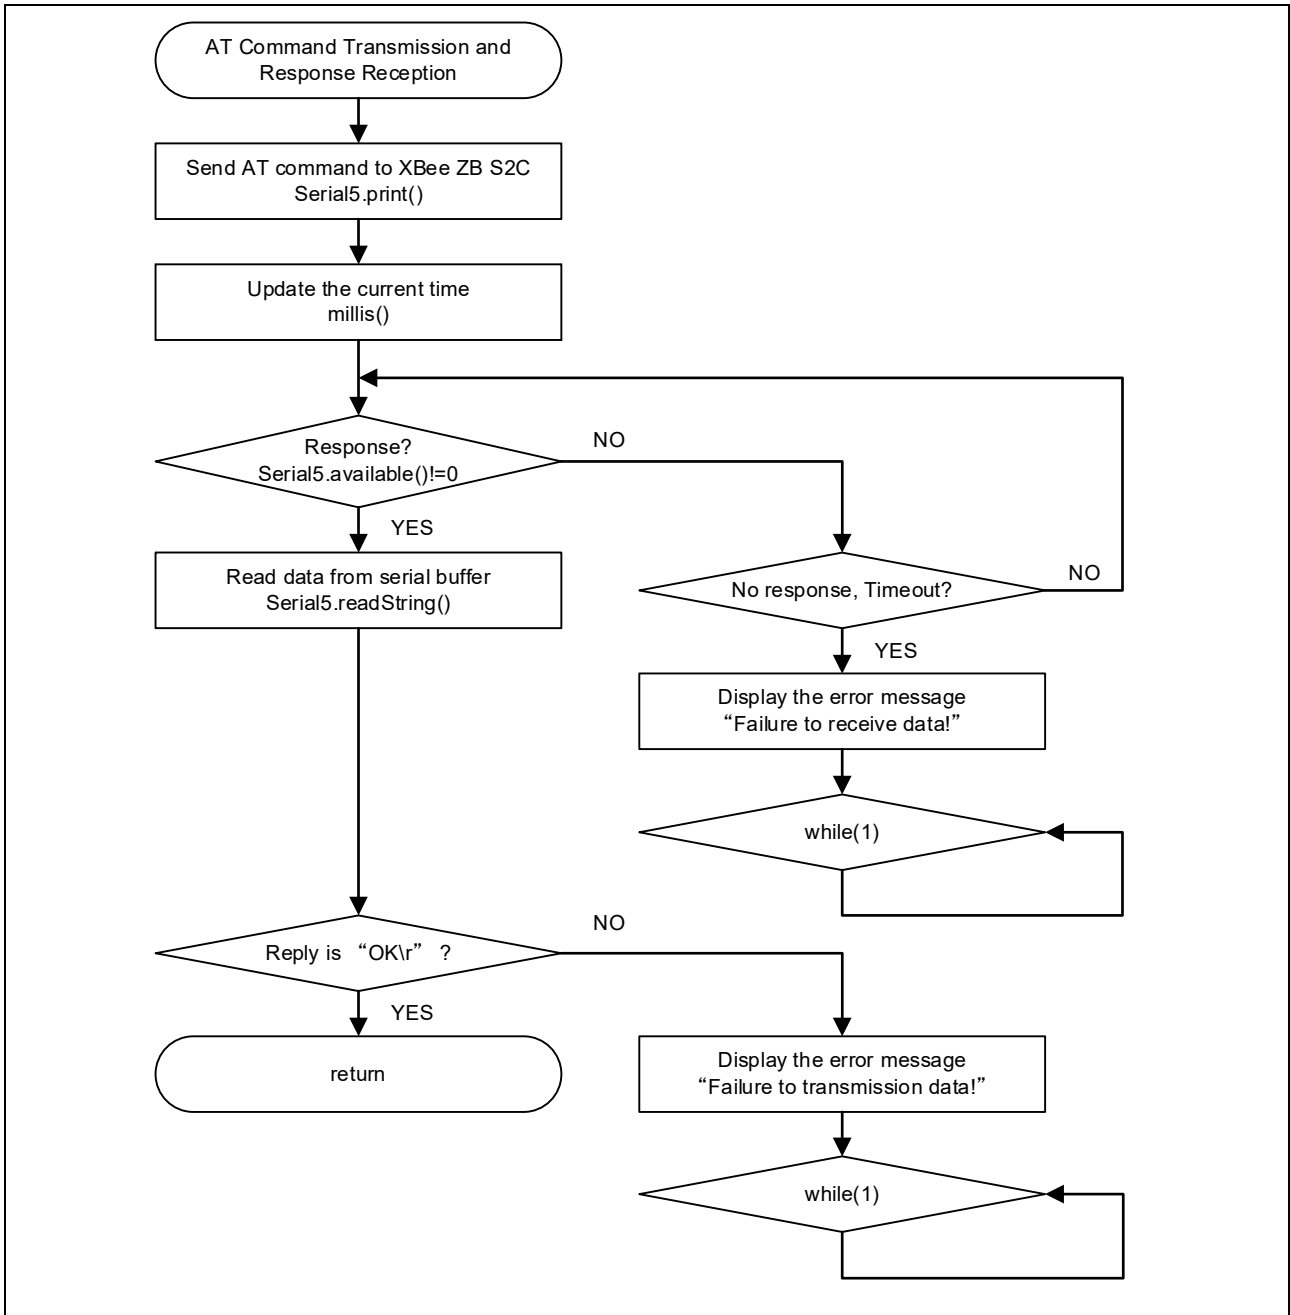 AT Command Transmission and
Response Reception
Send AT command to XBee ZB S2C
Serial5.print()
Update the current time
millis()
Response?
Serial5.available()!=0
NO
YES
Read data from serial buffer
Serial5.readString()
No response, Timeout?
NO
YES
Display the error message
“Failure to receive data!”
while(1)
Reply is “OK\r” ?
NO
YES
return
Display the error message
“Failure to transmission data!”
while(1)